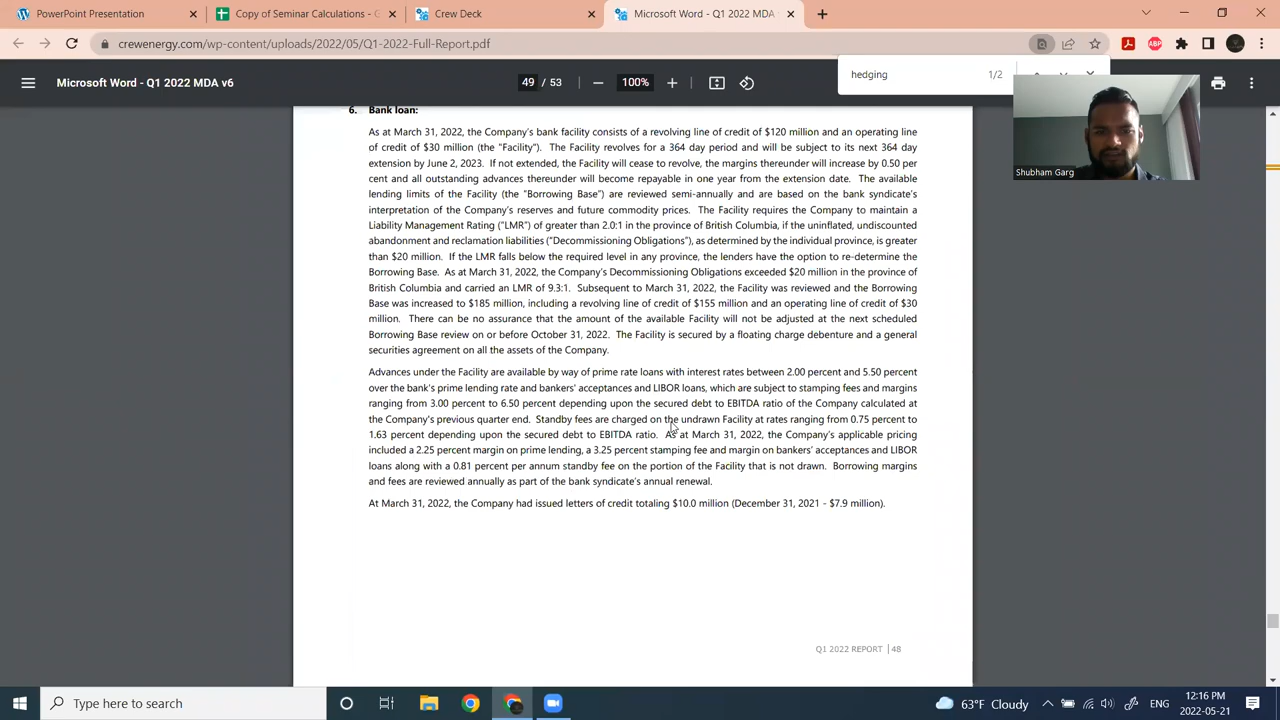 PowerPoint Presentation
Copy of Seminar Calculations - G
Crew Deck
Microsoft Word - Q1 2022 MDA v6
crewenergy.com/wp-content/uploads/2022/05/Q1-2022-Full-Report.pdf
ABP
Microsoft Word - Q1 2022 MDA v6
49 / 53
100%
hedging 1/2
Shubham Garg
6. Bank loan:
As at March 31, 2022, the Company's bank facility consists of a revolving line of credit of $120 million and an operating line
of credit of $30 million (the "Facility"). The Facility revolves for a 364 day period and will be subject to its next 364 day
extension by June 2, 2023. If not extended, the Facility will cease to revolve, the margins thereunder will increase by 0.50 per
cent and all outstanding advances thereunder will become repayable in one year from the extension date. The available
lending limits of the Facility (the "Borrowing Base") are reviewed semi-annually and are based on the bank syndicate's
interpretation of the Company's reserves and future commodity prices. The Facility requires the Company to maintain a
Liability Management Rating ("LMR") of greater than 2.0:1 in the province of British Columbia, if the uninflated, undiscounted
abandonment and reclamation liabilities ("Decommissioning Obligations"), as determined by the individual province, is greater
than $20 million. If the LMR falls below the required level in any province, the lenders have the option to re-determine the
Borrowing Base. As at March 31, 2022, the Company's Decommissioning Obligations exceeded $20 million in the province of
British Columbia and carried an LMR of 9.3:1. Subsequent to March 31, 2022, the Facility was reviewed and the Borrowing
Base was increased to $185 million, including a revolving line of credit of $155 million and an operating line of credit of $30
million. There can be no assurance that the amount of the available Facility will not be adjusted at the next scheduled
Borrowing Base review on or before October 31, 2022. The Facility is secured by a floating charge debenture and a general
securities agreement on all the assets of the Company.
Advances under the Facility are available by way of prime rate loans with interest rates between 2.00 percent and 5.50 percent
over the bank's prime lending rate and bankers' acceptances and LIBOR loans, which are subject to stamping fees and margins
ranging from 3.00 percent to 6.50 percent depending upon the secured debt to EBITDA ratio of the Company calculated at
the Company's previous quarter end. Standby fees are charged on the undrawn Facility at rates ranging from 0.75 percent to
1.63 percent depending upon the secured debt to EBITDA ratio. As at March 31, 2022, the Company's applicable pricing
included a 2.25 percent margin on prime lending, a 3.25 percent stamping fee and margin on bankers' acceptances and LIBOR
loans along with a 0.81 percent per annum standby fee on the portion of the Facility that is not drawn. Borrowing margins
and fees are reviewed annually as part of the bank syndicate's annual renewal.
At March 31, 2022, the Company had issued letters of credit totaling $10.0 million (December 31, 2021 - $7.9 million).
Q1 2022 REPORT | 48
Type here to search
63°F Cloudy
ENG
12:16 PM
2022-05-21